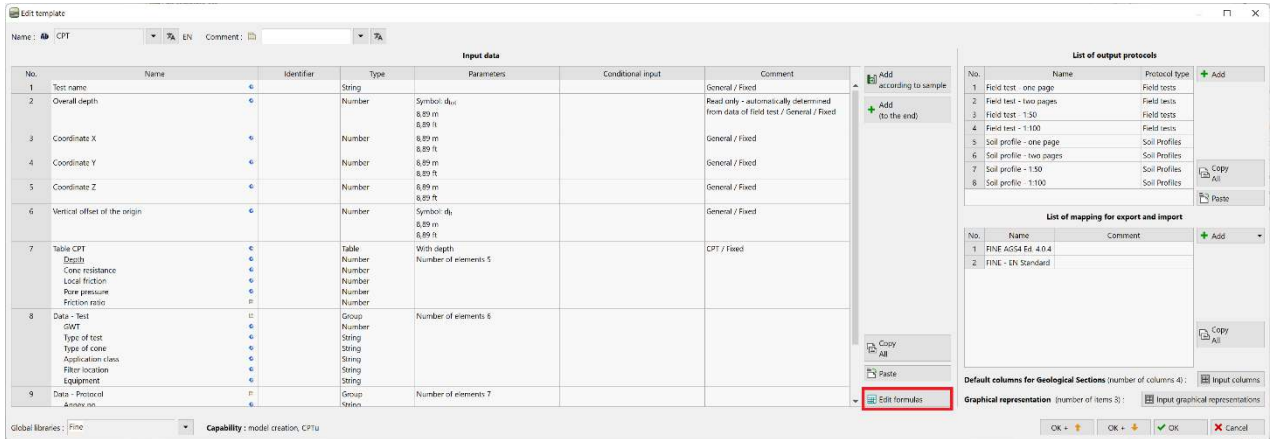 Edit template
Name : CPT EN Comment :
Input data
No. Name Identifier Type Parameters Conditional input Comment
1 Test name String General / Fixed
2 Overall depth Number Symbol: dtot Read only - automatically determined
8,89 m from data of field test / General / Fixed
8,89 ft
3 Coordinate X Number 8,89 m General / Fixed
8,89 ft
4 Coordinate Y Number 8,89 m General / Fixed
8,89 ft
5 Coordinate Z Number 8,89 m General / Fixed
8,89 ft
6 Vertical offset of the origin Number Symbol: dh General / Fixed
8,89 m
8,89 ft
7 Table CPT Table With depth CPT / Fixed
Depth Number Number of elements 5
Cone resistance Number
Local friction Number
Pore pressure Number
Friction ratio Number
8 Data - Test Group Number of elements 6
GWT Number
Type of test String
Type of cone String
Application class String
Filter location String
Equipment String
9 Data - Protocol Group Number of elements 7
Annex no. String
Add
according to sample
Add
(to the end)
Copy
All
Paste
Edit formulas
List of output protocols
No. Name Protocol type Add
1 Field test - one page Field tests
2 Field test - two pages Field tests
3 Field test - 1:50 Field tests
4 Field test - 1:100 Field tests
5 Soil profile - one page Soil Profiles
6 Soil profile - two pages Soil Profiles
7 Soil profile - 1:50 Soil Profiles
8 Soil profile - 1:100 Soil Profiles
Copy
All
Paste
List of mapping for export and import
No. Name Comment Add
1 FINE AGS4 Ed. 4.0.4
2 FINE - EN Standard
Copy
All
Default columns for Geological Sections (number of columns 4) : Input columns
Graphical representation (number of items 3) : Input graphical representations
Global libraries : Fine Capability : model creation, CPTu
OK + OK + OK Cancel